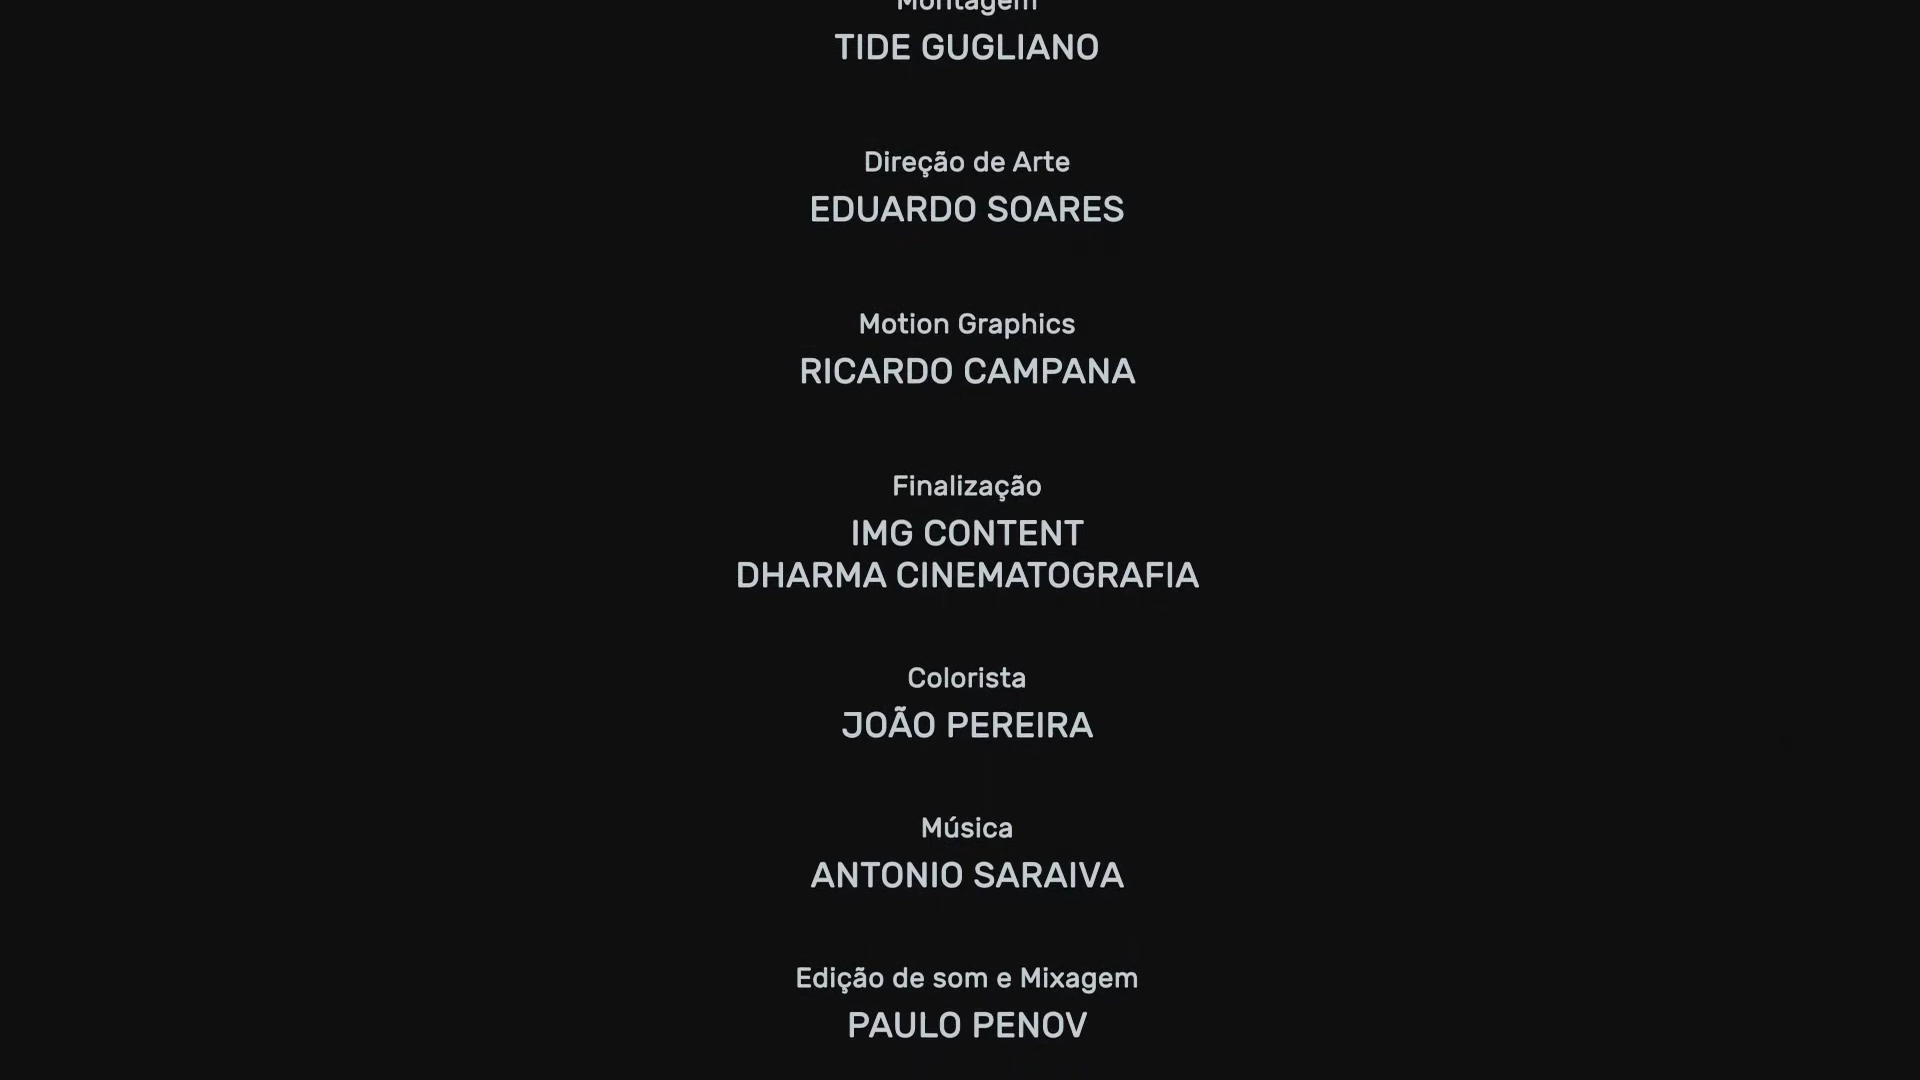 Montagem
TIDE GUGLIANO
Direção de Arte
EDUARDO SOARES
Motion Graphics
RICARDO CAMPANA
Finalização
IMG CONTENT
DHARMA CINEMATOGRAFIA
Colorista
JOÃO PEREIRA
Música
ANTONIO SARAIVA
Edição de som e Mixagem
PAULO PENOV